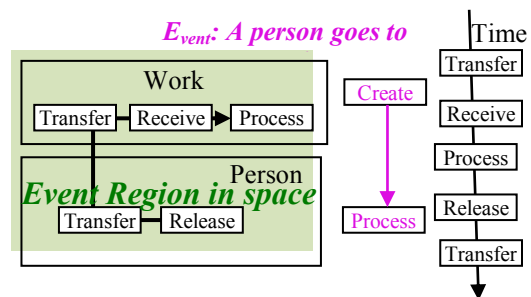 E_vent: A person goes to
Time
Work
Transfer
Receive
Process
Person
Event Region in space
Transfer
Release
Create
Process
Transfer
Receive
Process
Release
Transfer